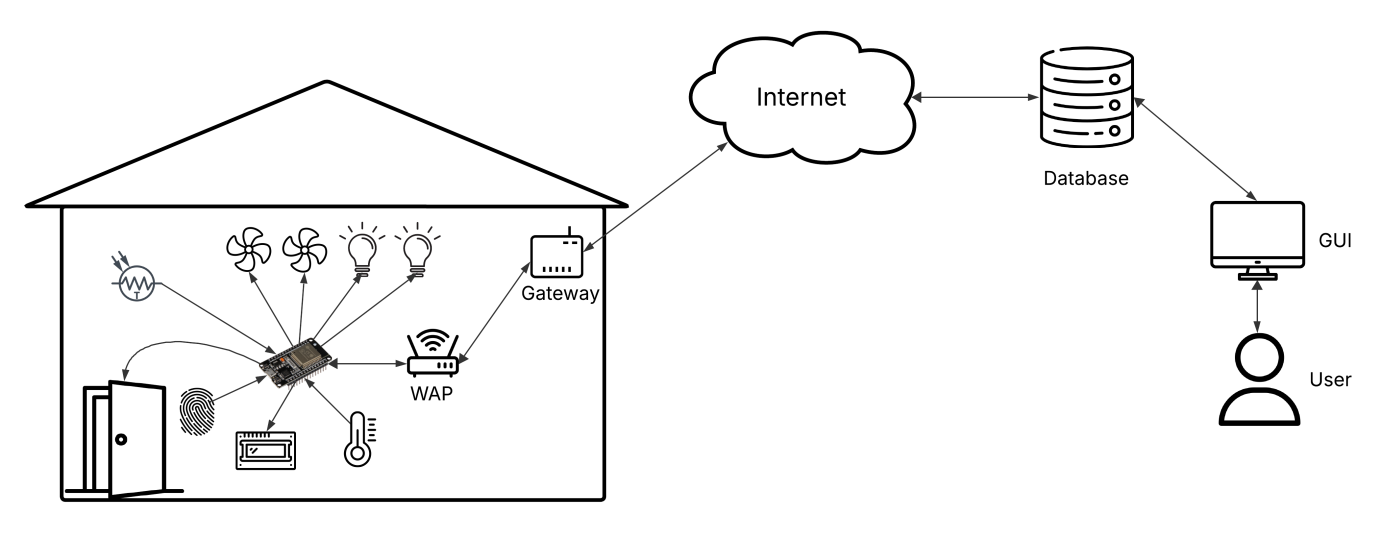 Internet
Database
GUI
Gateway
WAP
User
T